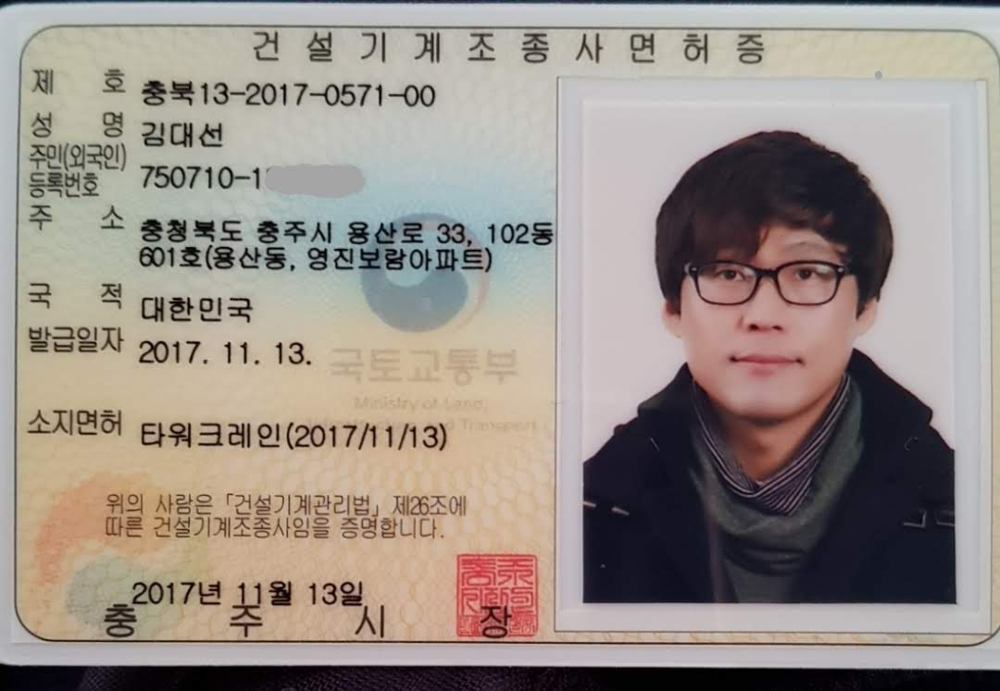 건설기계조종사면허증
제 호 충북13-2017-0571-00
성 명 김대선
주민(외국인)
등록번호 750710-1
주 소 충청북도 충주시 용산로 33, 102동
601호(용산동, 영진보람아파트)
국 적 대한민국
발급일자 2017. 11. 13.
국토교통부
Ministry of Land,
Infrastructure and Transport
소지면허 타워크레인(2017/11/13)
위의 사람은 「건설기계관리법」 제26조에
따른 건설기계조종사임을 증명합니다.
2017년 11월 13일
충 주 시 장